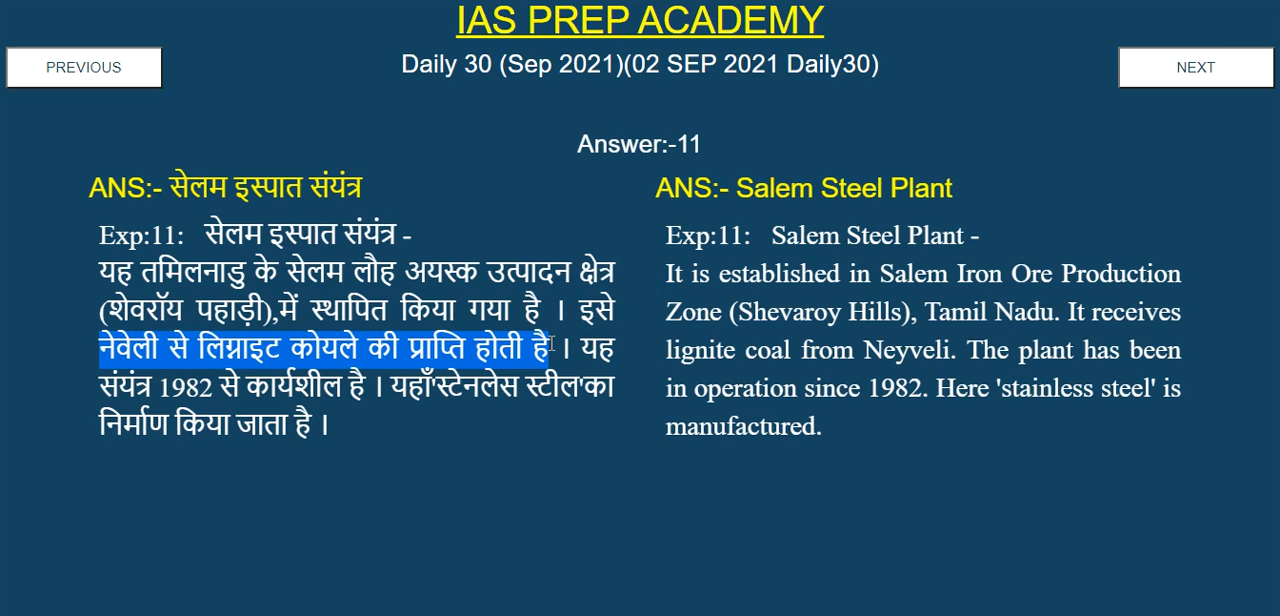 IAS PREP ACADEMY
PREVIOUS
Daily 30 (Sep 2021)(02 SEP 2021 Daily30)
NEXT
Answer:-11
ANS:- सेलम इस्पात संयंत्र
Exp:11: सेलम इस्पात संयंत्र -
यह तमिलनाडु के सेलम लौह अयस्क उत्पादन क्षेत्र
(शेवरॉय पहाड़ी),में स्थापित किया गया है । इसे
नेवेली से लिग्नाइट कोयले की प्राप्ति होती है । यह
संयंत्र 1982 से कार्यशील है । यहाँ'स्टेनलेस स्टील'का
निर्माण किया जाता है ।
ANS:- Salem Steel Plant
Exp:11: Salem Steel Plant -
It is established in Salem Iron Ore Production
Zone (Shevaroy Hills), Tamil Nadu. It receives
lignite coal from Neyveli. The plant has been
in operation since 1982. Here 'stainless steel' is
manufactured.